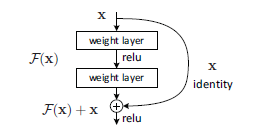 x
weight layer
F(x)
relu
weight layer
x
identity
F(x) + x
relu